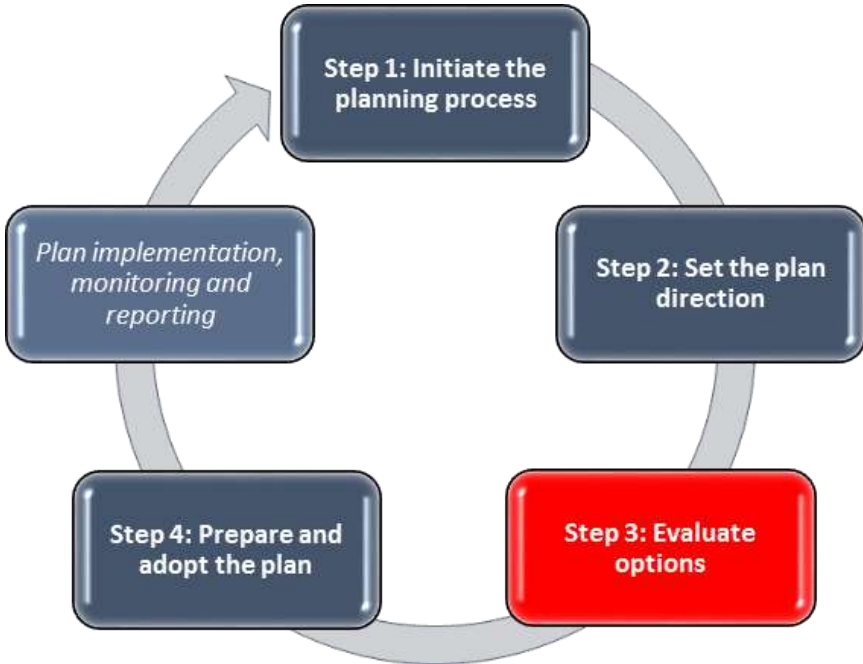 Step 1: Initiate the
planning process
Step 2: Set the plan
direction
Step 3: Evaluate
options
Step 4: Prepare and
adopt the plan
Plan implementation,
monitoring and
reporting